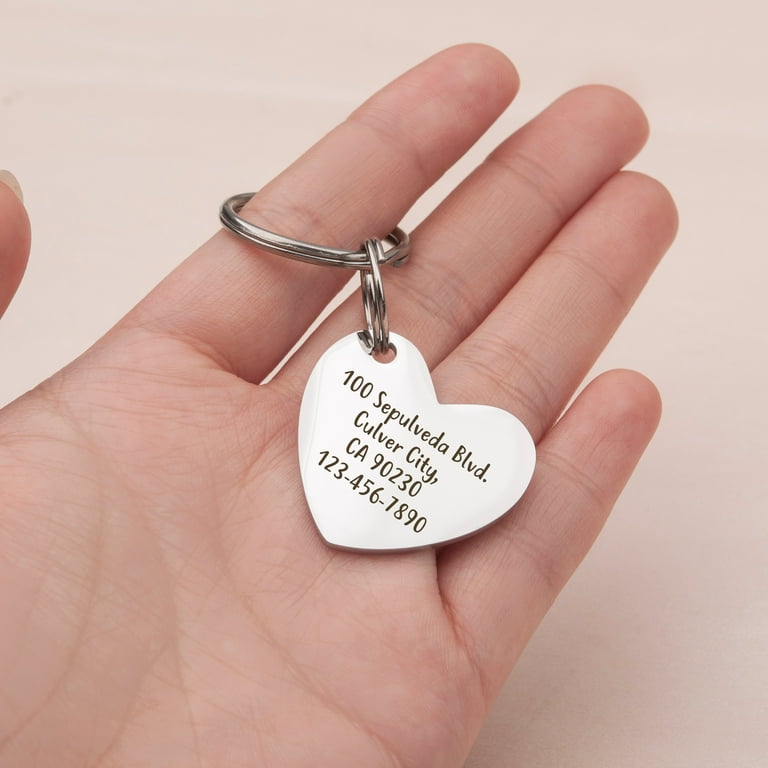 100 Sepulveda Blvd.
Culver City,
CA 90230
123-456-7890